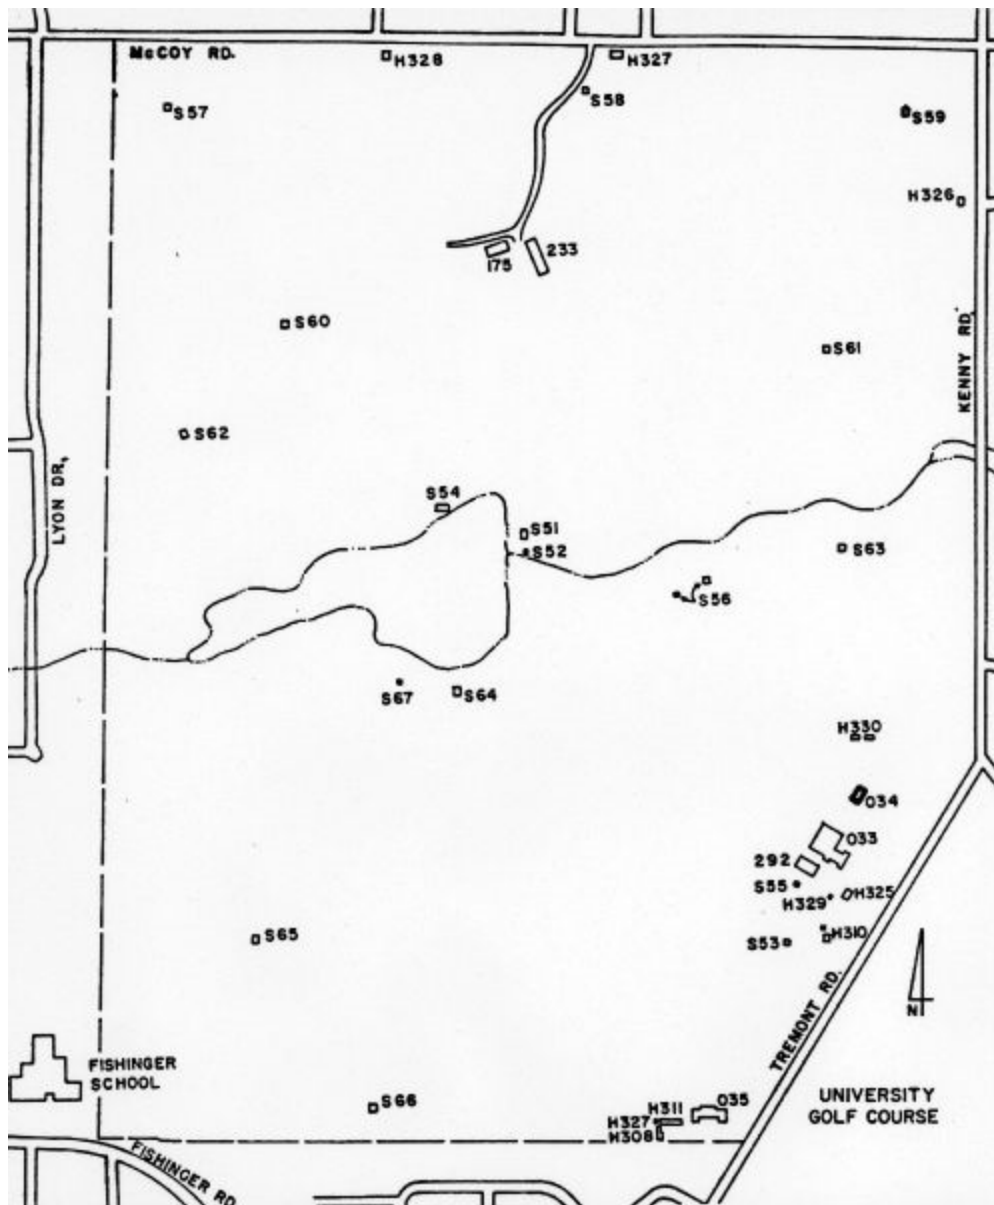 McCOY RD.
H328
H327
S57
S58
S59
H326
175
233
S60
S61
KENNY RD.
S62
LYON DR.
S54
S51
S52
S63
S56
S67
S64
H330
034
033
292
S55
H329
H325
S65
S53
H310
N
TREMONT RD.
FISHINGER
SCHOOL
UNIVERSITY
GOLF COURSE
S66
H311
035
H327
H308
FISHINGER RD.